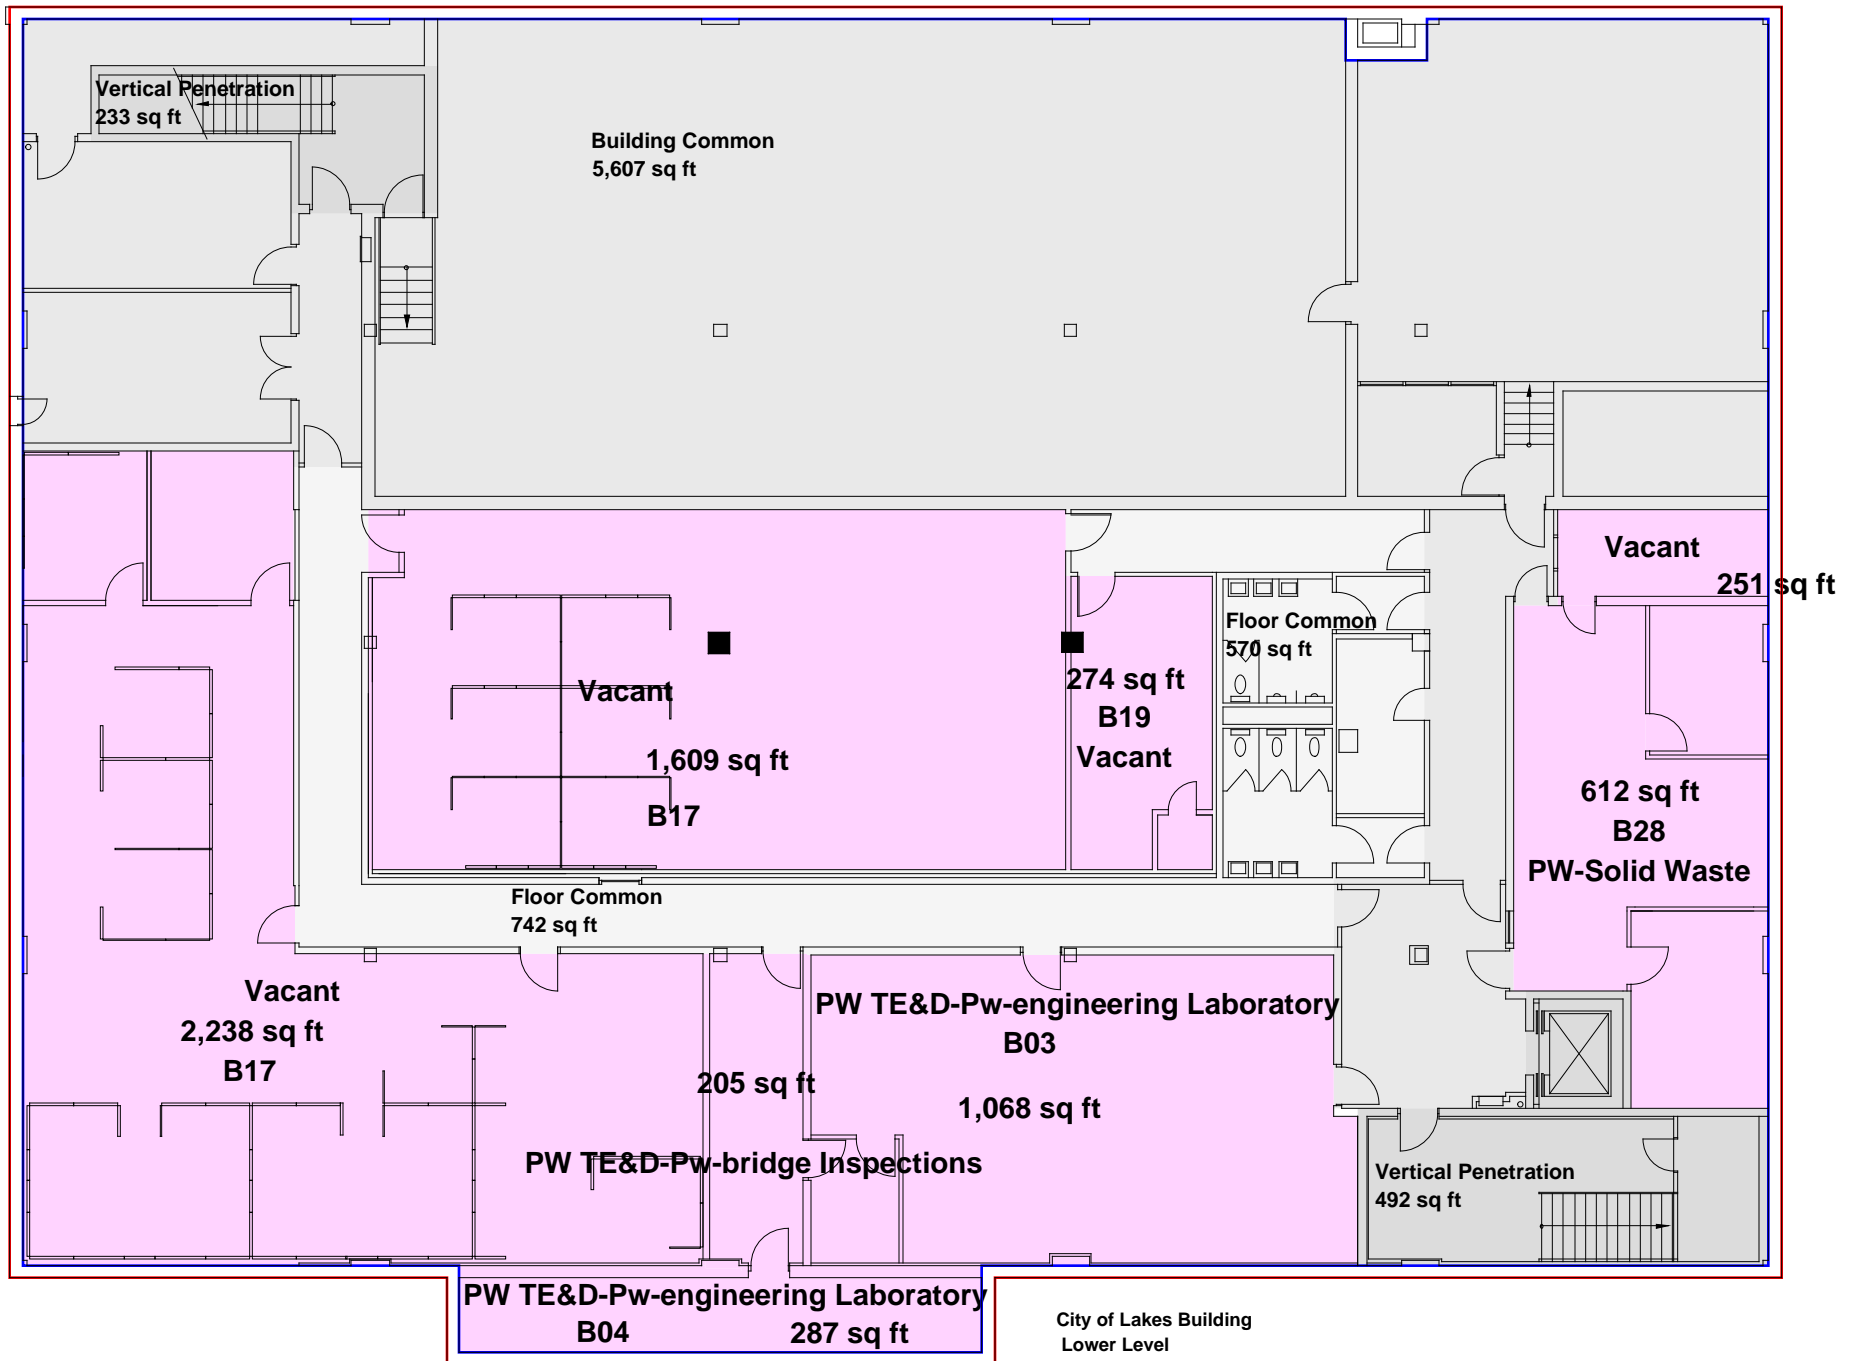 Vertical Penetration
233 sq ft
Building Common
5,607 sq ft
Vacant
251 sq ft
Floor Common
570 sq ft
274 sq ft
B19
Vacant
Vacant
1,609 sq ft
B17
612 sq ft
B28
PW-Solid Waste
Floor Common
742 sq ft
Vacant
2,238 sq ft
B17
PW TE&D-Pw-engineering Laboratory
B03
1,068 sq ft
205 sq ft
PW TE&D-Pw-bridge Inspections
Vertical Penetration
492 sq ft
PW TE&D-Pw-engineering Laboratory
B04
287 sq ft
City of Lakes Building
Lower Level